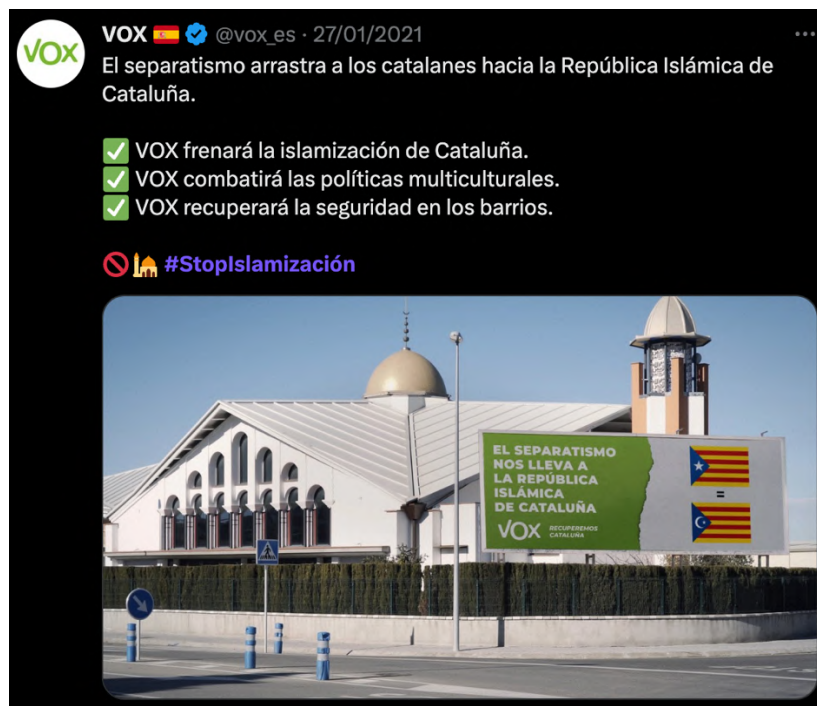 VOX 🇪🇸 @vox_es · 27/01/2021
El separatismo arrastra a los catalanes hacia la República Islámica de
Cataluña.
✅ VOX frenará la islamización de Cataluña.
✅ VOX combatirá las políticas multiculturales.
✅ VOX recuperará la seguridad en los barrios.
🚫🕌 #StopIslamización
VOX
EL SEPARATISMO
NOS LLEVA A
LA REPÚBLICA
ISLÁMICA
DE CATALUÑA
=
VOX RECUPEREMOS
CATALUÑA